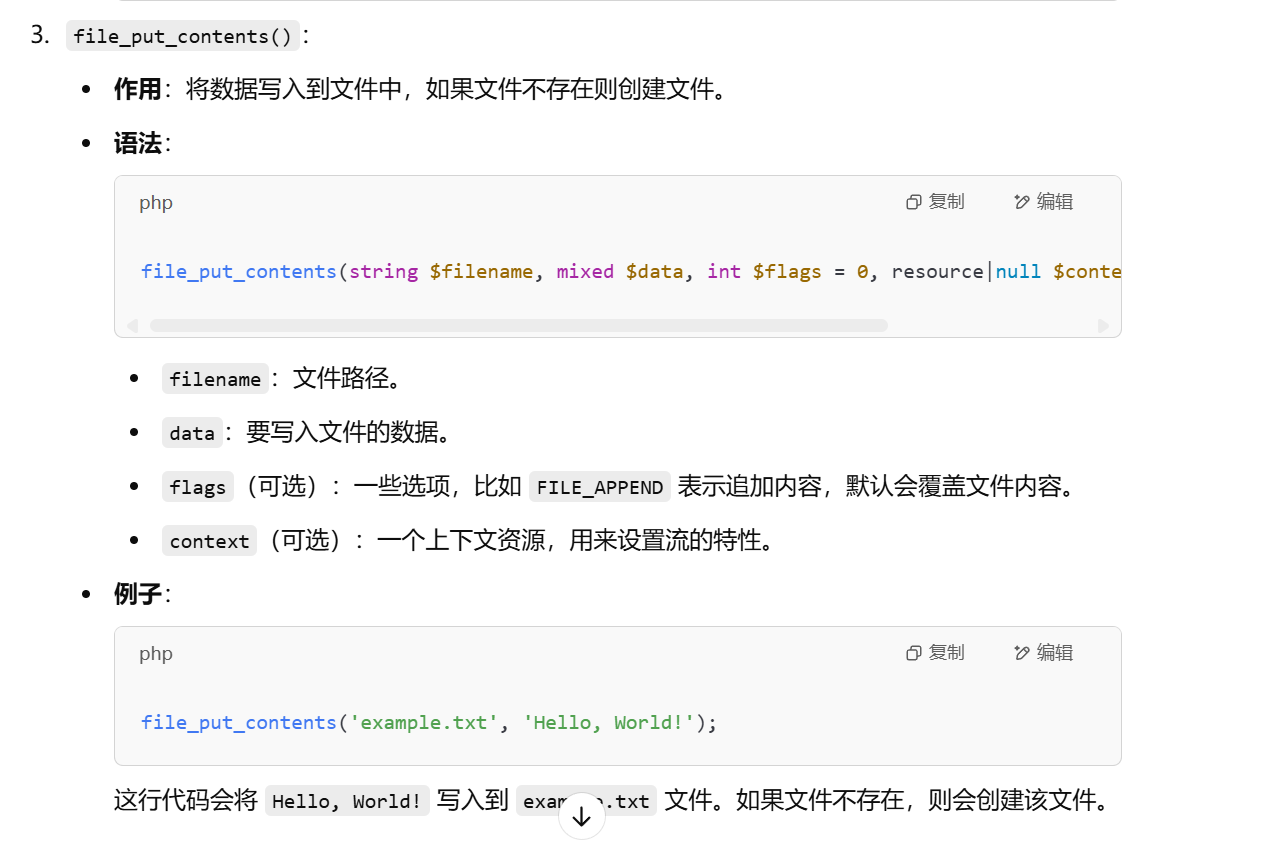 3. file_put_contents()：
• 作用：将数据写入到文件中，如果文件不存在则创建文件。
• 语法：
php 复制 编辑
file_put_contents(string $filename, mixed $data, int $flags = 0, resource|null $conte
• filename：文件路径。
• data：要写入文件的数据。
• flags（可选）：一些选项，比如 FILE_APPEND 表示追加内容，默认会覆盖文件内容。
• context（可选）：一个上下文资源，用来设置流的特性。
• 例子：
php 复制 编辑
file_put_contents('example.txt', 'Hello, World!');
这行代码会将 Hello, World! 写入到 .txt 文件。如果文件不存在，则会创建该文件。